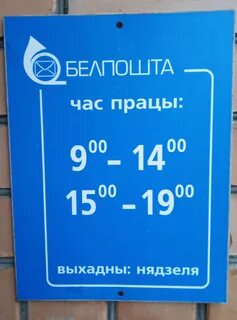 БЕЛПОШТА
час працы:
9⁰⁰ – 14⁰⁰
15⁰⁰ – 19⁰⁰
выхадны: нядзеля